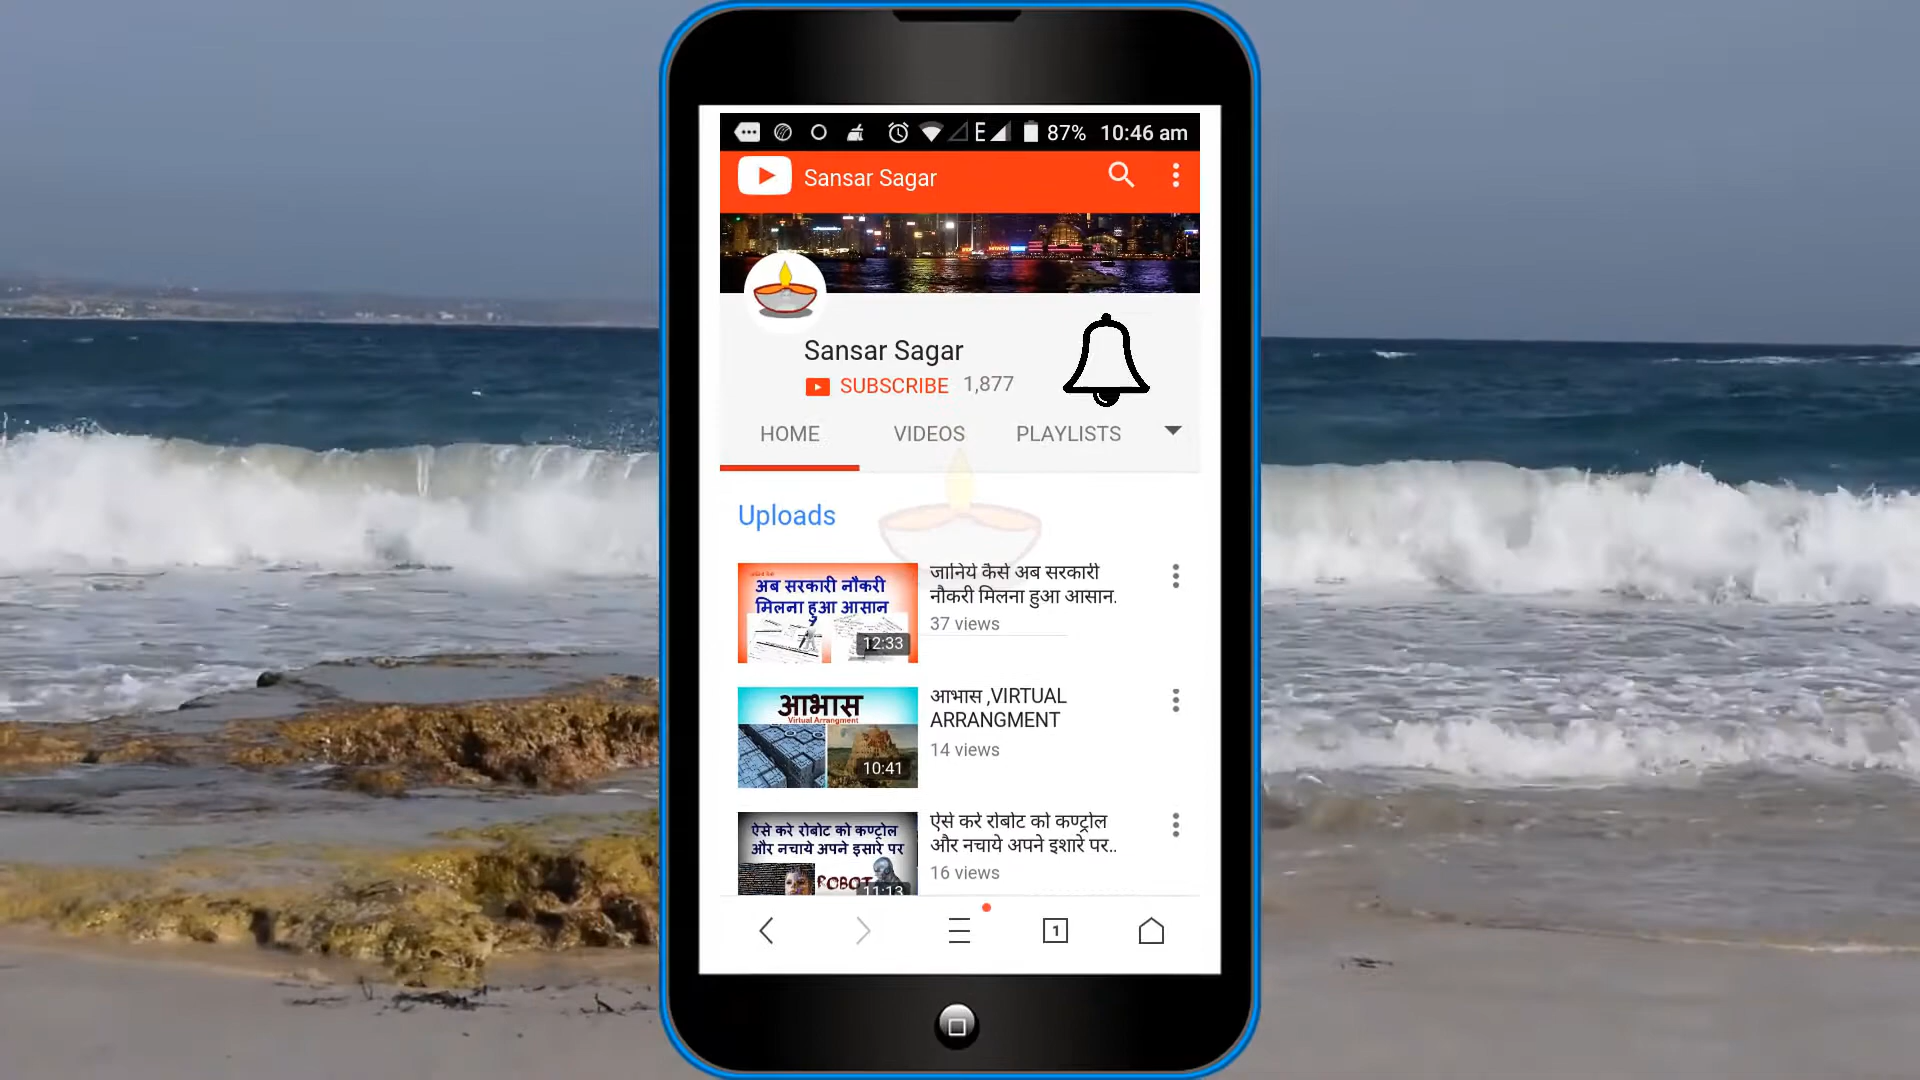 E 87% 10:46 am
Sansar Sagar
Sansar Sagar
SUBSCRIBE 1,877
HOME VIDEOS PLAYLISTS
Uploads
अब सरकारी नौकरी
मिलना हुआ आसान
12:33
जानिये कैसे अब सरकारी
नौकरी मिलना हुआ आसान.
37 views
आभास
Virtual Arrangment
10:41
आभास ,VIRTUAL
ARRANGMENT
14 views
ऐसे करे रोबोट को कण्ट्रोल
और नचाये अपने इसारे पर
ROBOT
11:13
ऐसे करे रोबोट को कण्ट्रोल
और नचाये अपने इशारे पर..
16 views
1